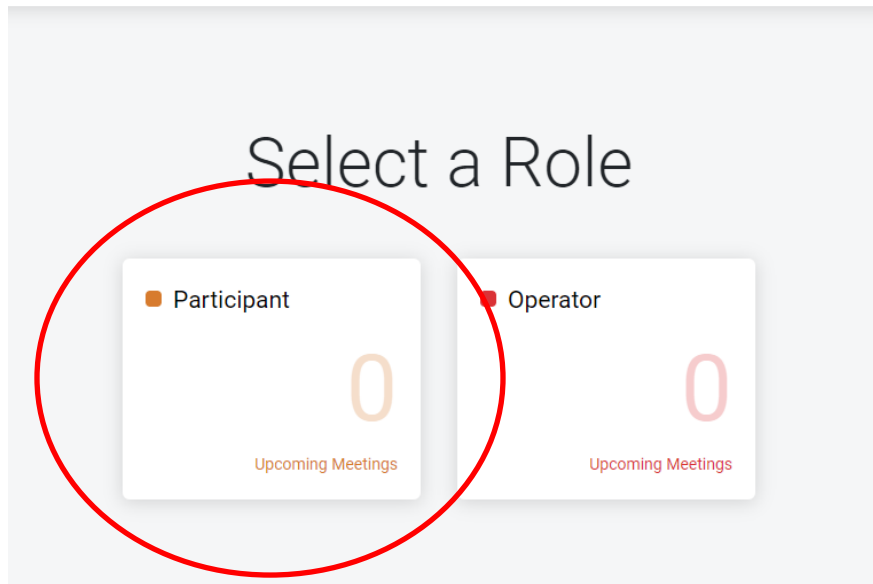 Select a Role
Participant
0
Upcoming Meetings
Operator
0
Upcoming Meetings